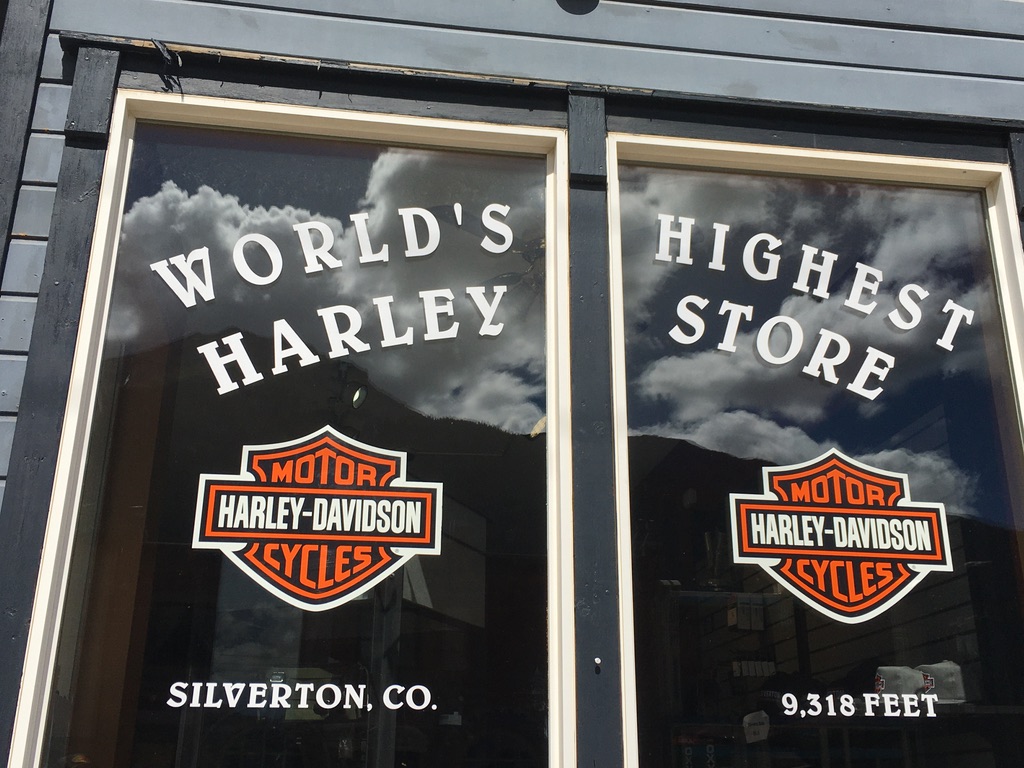 WORLD'S
HARLEY
MOTOR
HARLEY-DAVIDSON
CYCLES
SILVERTON, CO.
HIGHEST
STORE
MOTOR
HARLEY-DAVIDSON
CYCLES
9,318 FEET